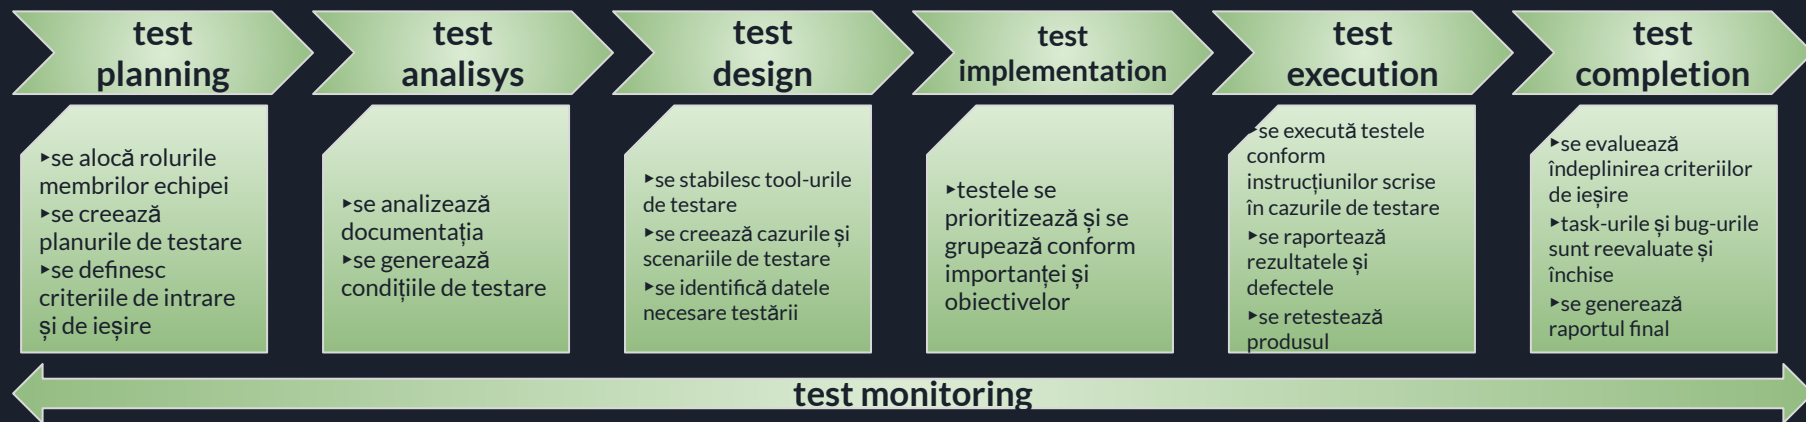 test
planning
test
analisys
test
design
test
implementation
test
execution
test
completion
▸se alocă rolurile
membrilor echipei
▸se creează
planurile de testare
▸se definesc
criteriile de intrare
și de ieșire
▸se analizează
documentația
▸se generează
condițiile de testare
▸se stabilesc tool-urile
de testare
▸se creează cazurile și
scenariile de testare
▸se identifică datele
necesare testării
▸testele se
prioritizează și se
grupează conform
importanței și
obiectivelor
▸se execută testele
conform
instrucțiunilor scrise
în cazurile de testare
▸se raportează
rezultatele și
defectele
▸se retestează
produsul
▸se evaluează
îndeplinirea criteriilor
de ieșire
▸task-urile și bug-urile
sunt reevaluate și
închise
▸se generează
raportul final
test monitoring